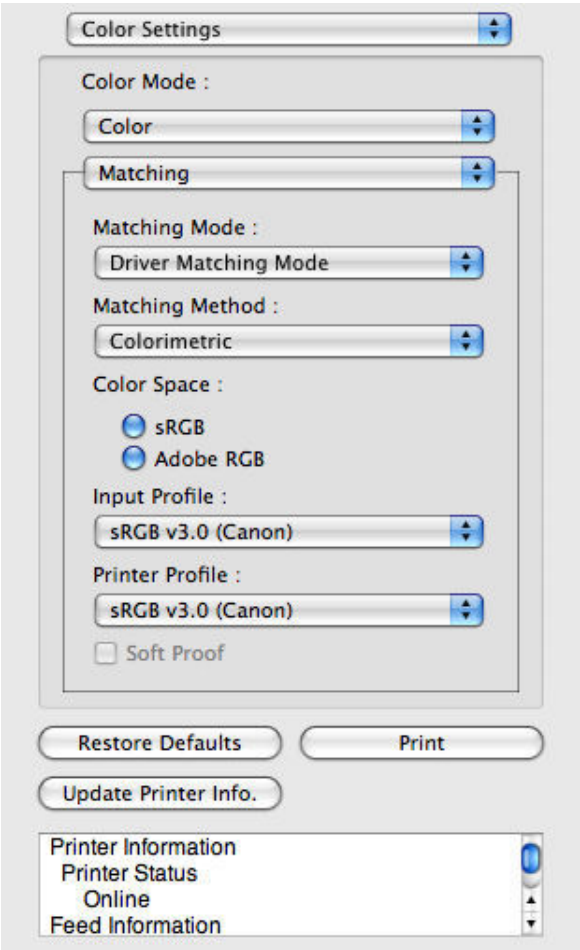 Color Settings
Color Mode :
Color
Matching
Matching Mode :
Driver Matching Mode
Matching Method :
Colorimetric
Color Space :
sRGB
Adobe RGB
Input Profile :
sRGB v3.0 (Canon)
Printer Profile :
sRGB v3.0 (Canon)
Soft Proof
Restore Defaults Print
Update Printer Info.
Printer Information
Printer Status
Online
Feed Information